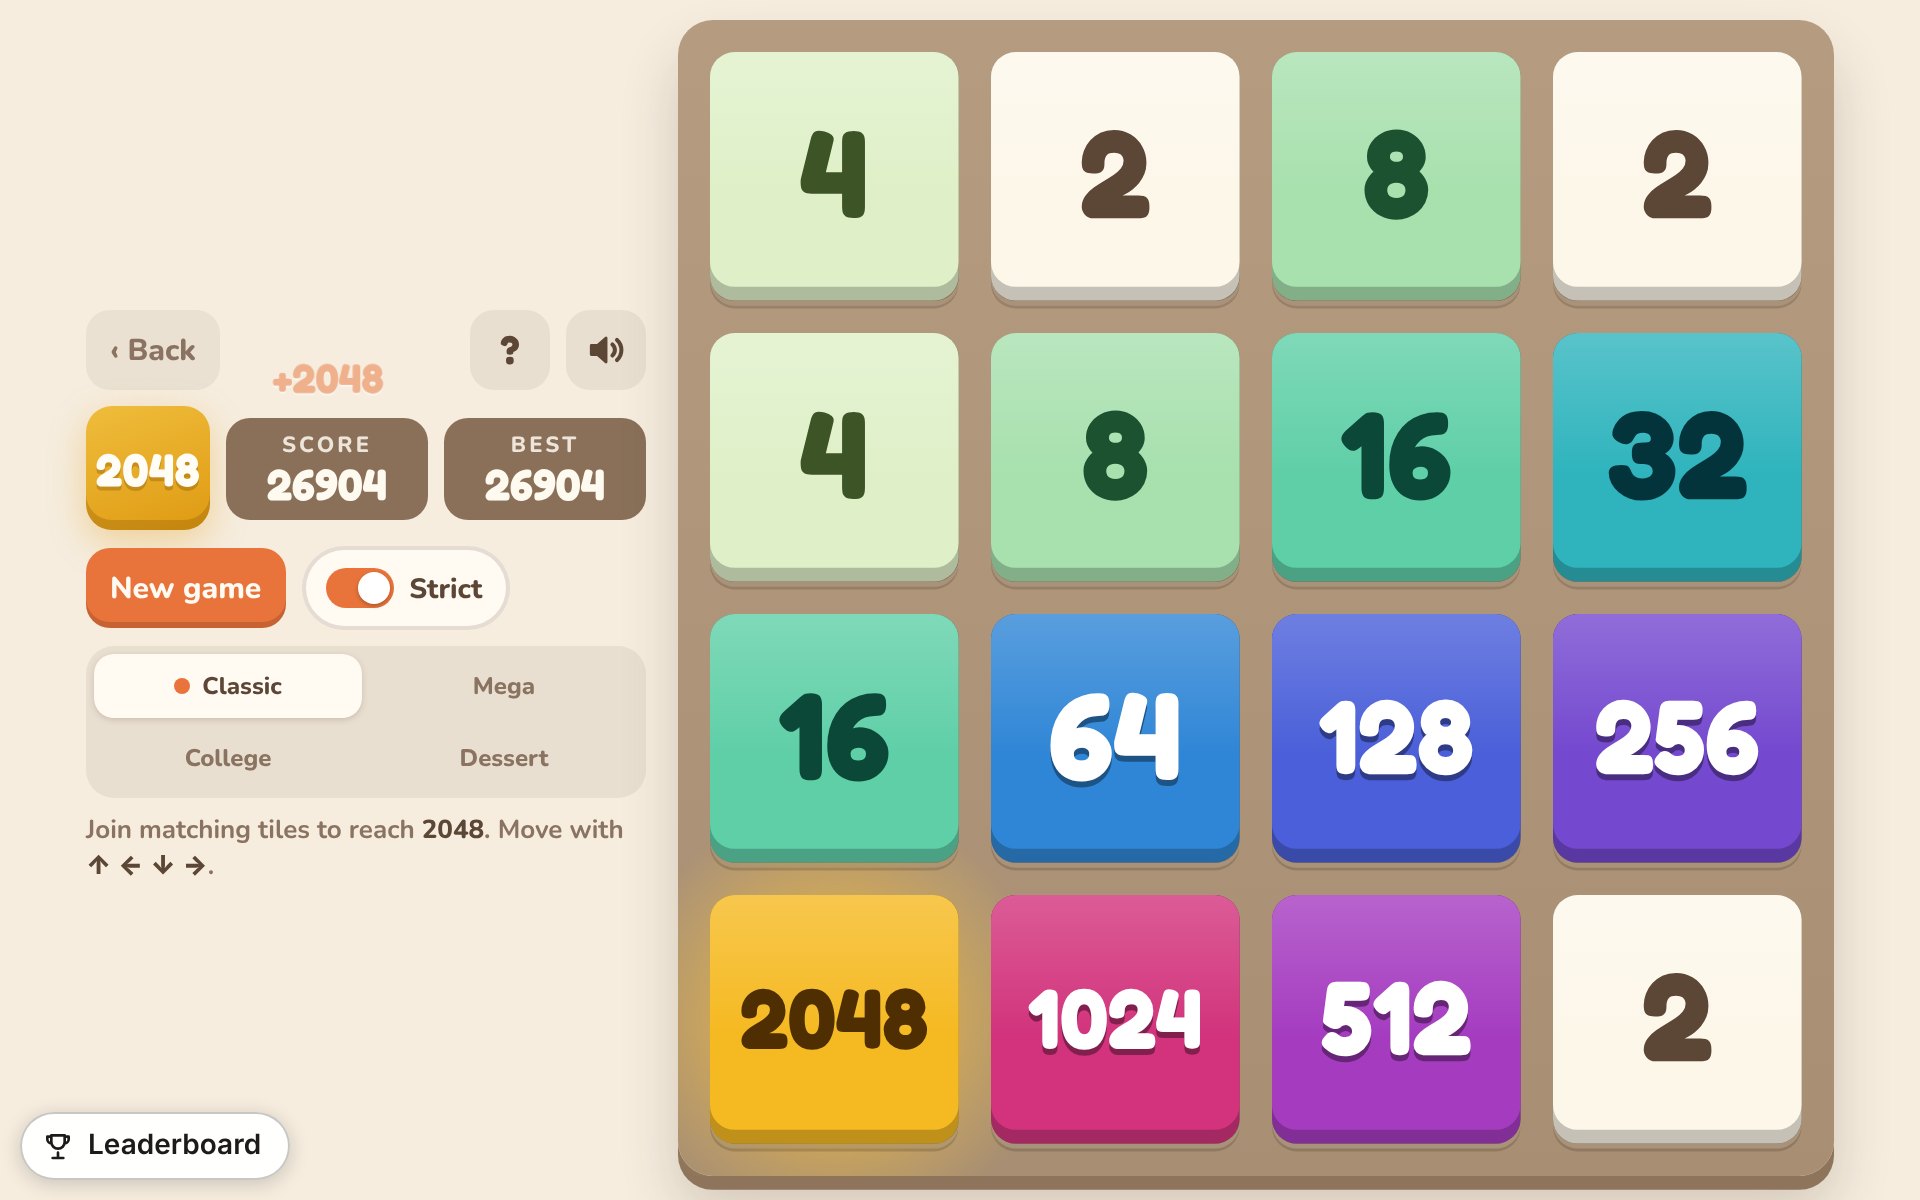 ‹ Back
?
+2048
2048
SCORE
26904
BEST
26904
New game
Strict
Classic
Mega
College
Dessert
Join matching tiles to reach 2048. Move with
↑ ← ↓ →.
Leaderboard
4 2 8 2
4 8 16 32
16 64 128 256
2048 1024 512 2